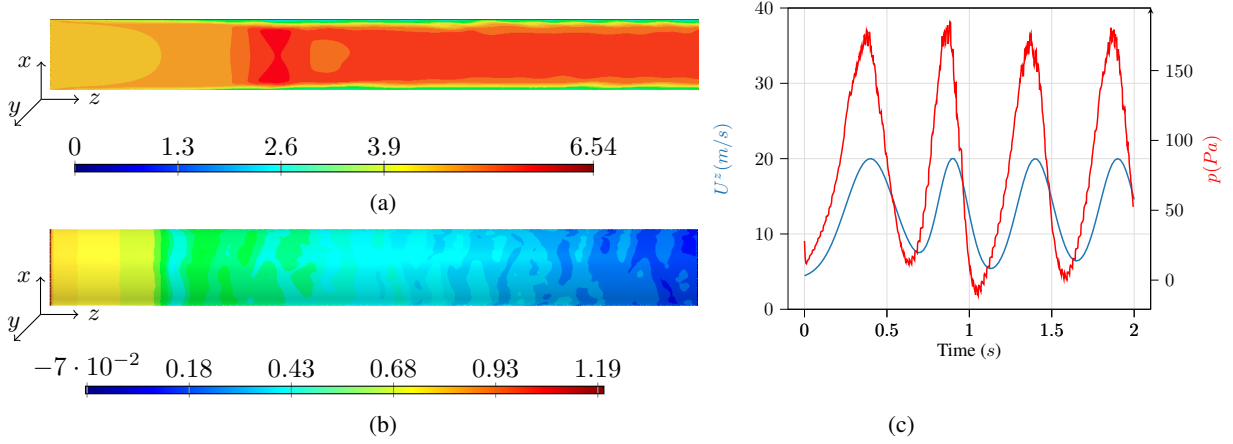 x
y
z
0 1.3 2.6 3.9 6.54
(a)
x
y
z
−7 · 10⁻² 0.18 0.43 0.68 0.93 1.19
(b)
40
30
20
10
0
U^z (m/s)
150
100
50
0
p(Pa)
0 0.5 1 1.5 2
Time (s)
(c)